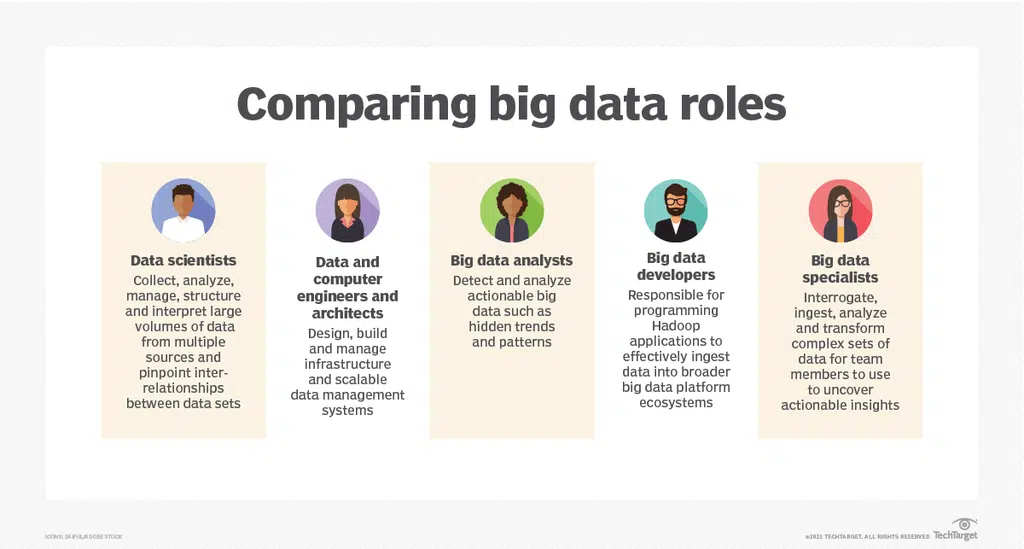 Comparing big data roles
Data scientists
Collect, analyze,
manage, structure
and interpret large
volumes of data
from multiple
sources and
pinpoint inter-
relationships
between data sets
Data and
computer
engineers and
architects
Design, build
and manage
infrastructure
and scalable
data management
systems
Big data analysts
Detect and analyze
actionable big
data such as
hidden trends
and patterns
Big data
developers
Responsible for
programming
Hadoop
applications to
effectively ingest
data into broader
big data platform
ecosystems
Big data
specialists
Interrogate,
ingest, analyze
and transform
complex sets of
data for team
members to use
to uncover
actionable insights
©2021 TECHTARGET. ALL RIGHTS RESERVED TechTarget